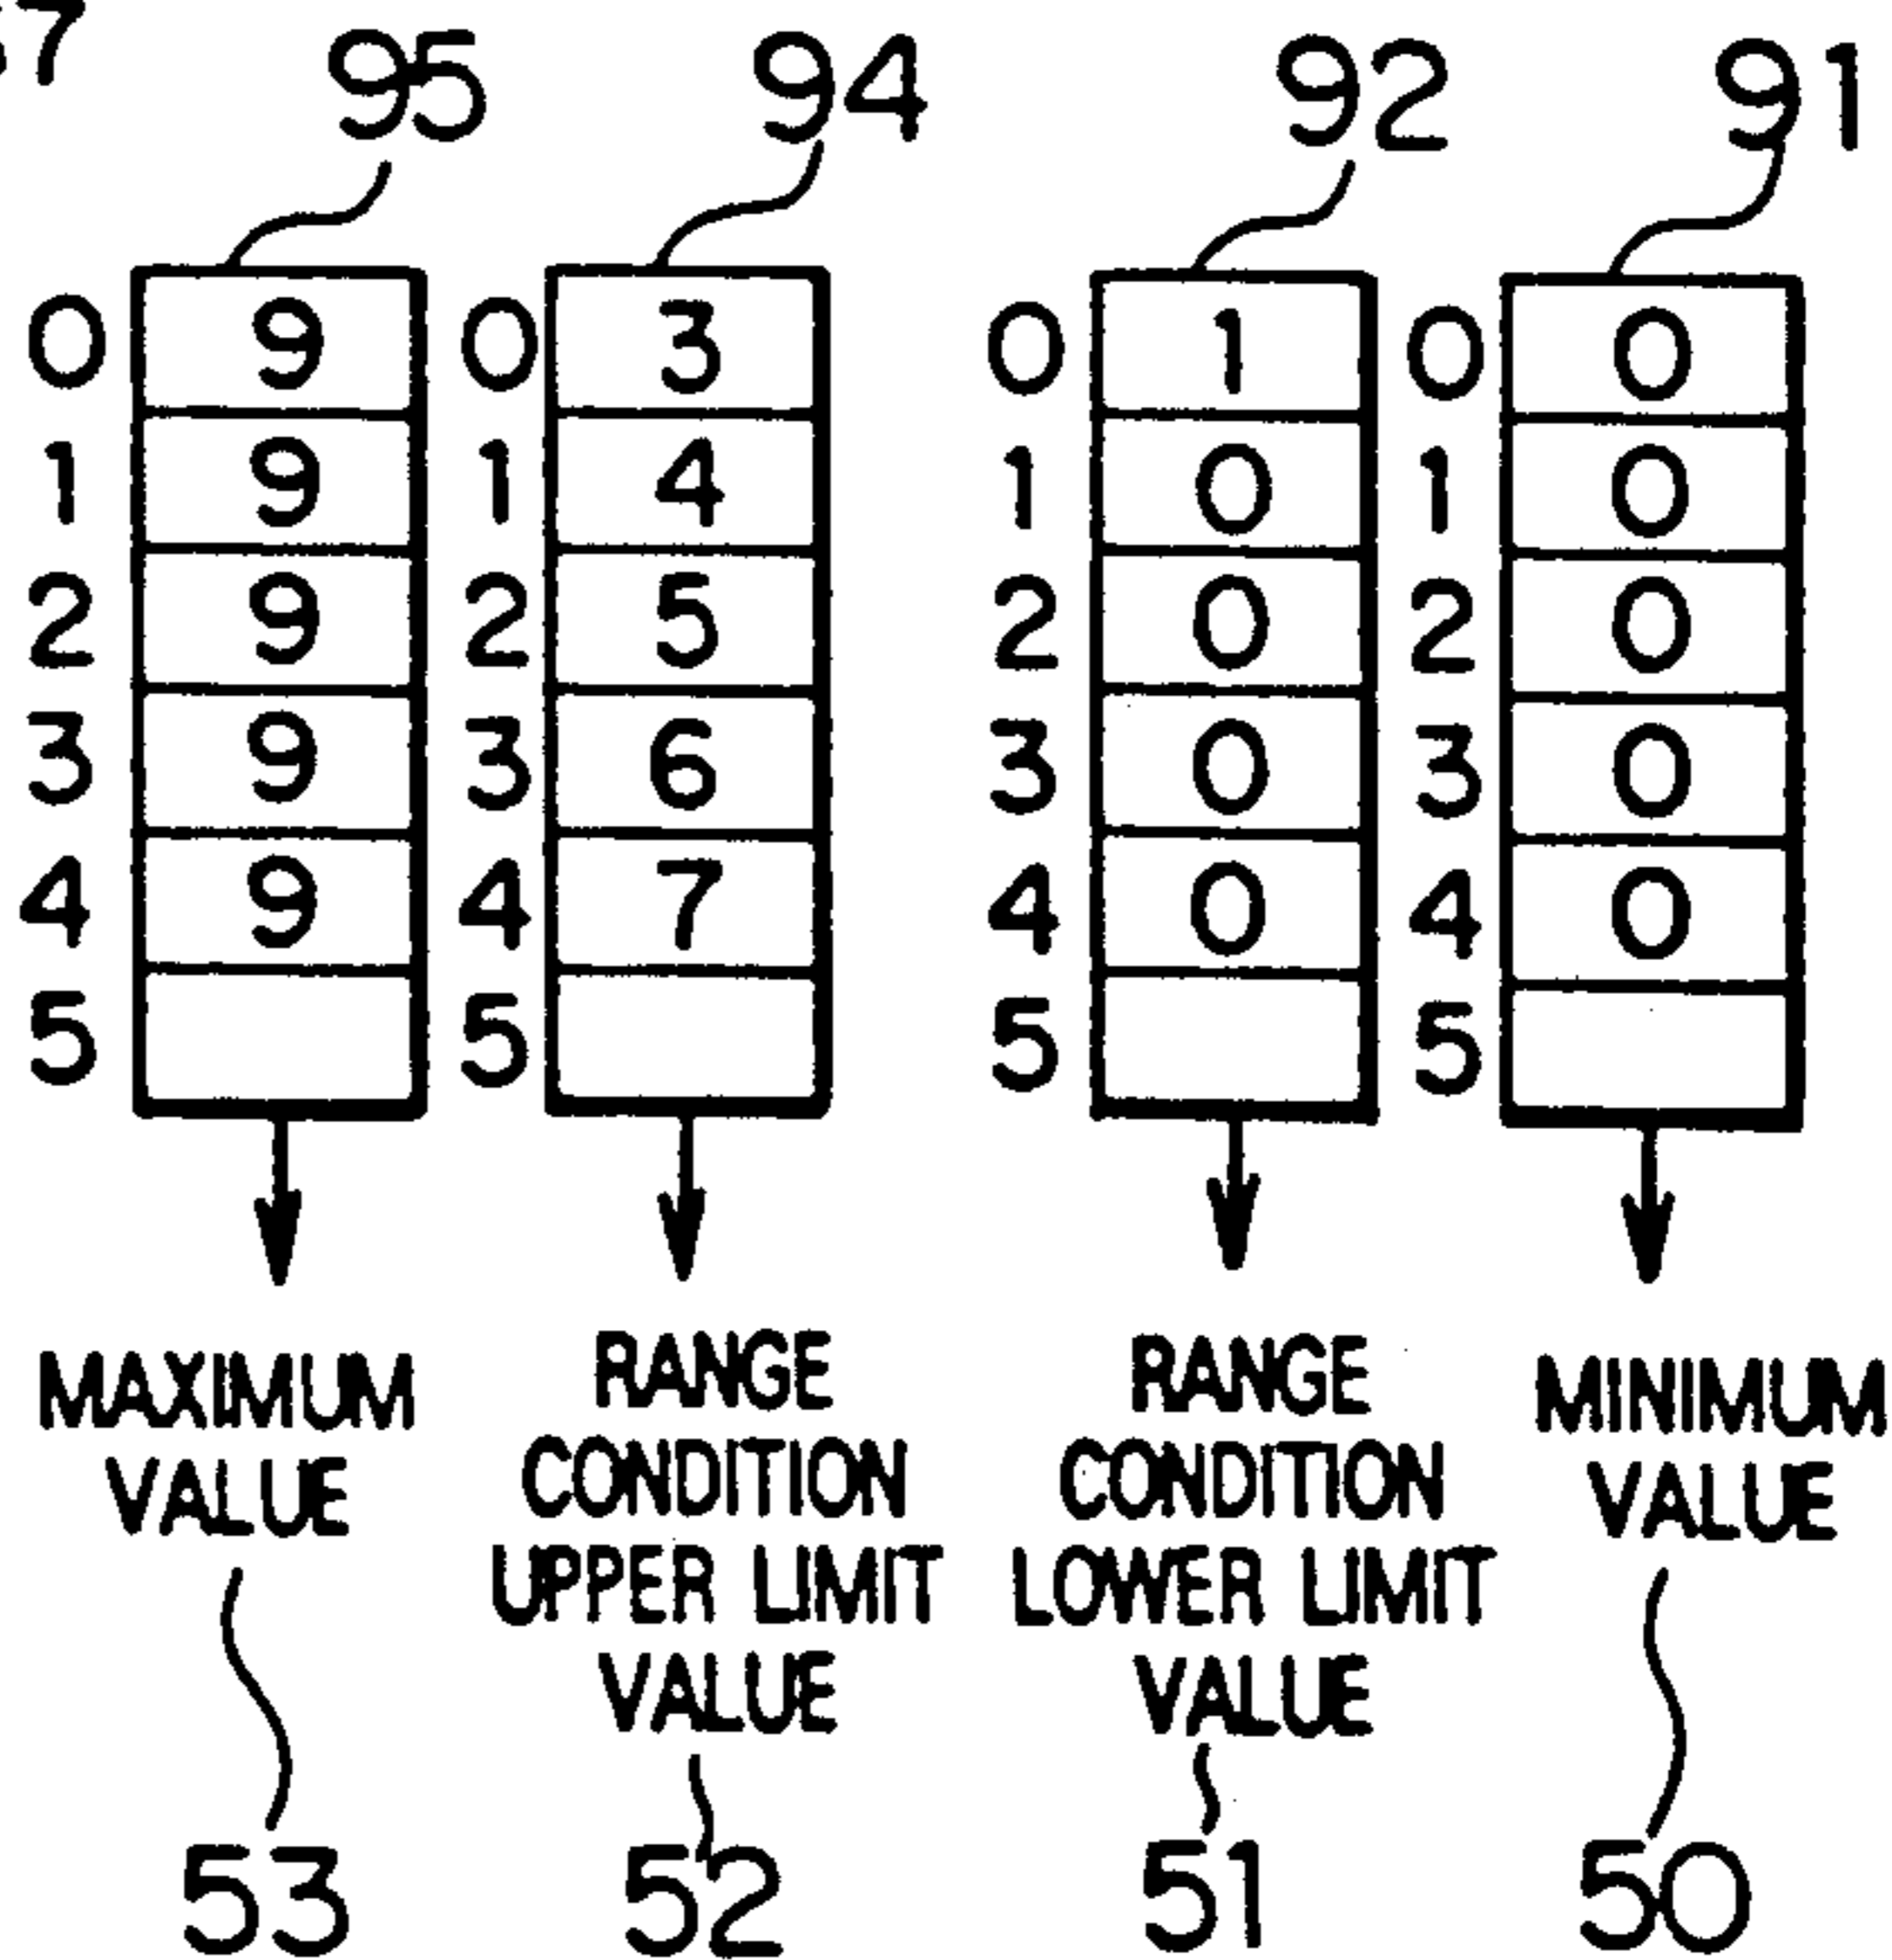 7
95 94 92 91
0 9 0 3 0 1 0 0
1 9 1 4 1 0 1 0
2 9 2 5 2 0 2 0
3 9 3 6 3 0 3 0
4 9 4 7 4 0 4 0
5 5 5 5
MAXIMUM
VALUE
RANGE
CONDITION
UPPER LIMIT
VALUE
RANGE
CONDITION
LOWER LIMIT
VALUE
MINIMUM
VALUE
53 52 51 50